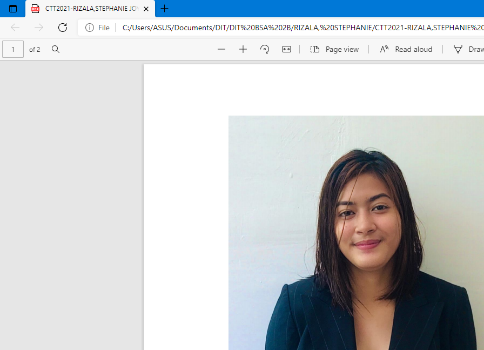 CTT2021-RIZALA,STEPHANIE
File
C:/Users/ASUS/Documents/DIT/DIT%20BSA%202B/RIZALA,%20STEPHANIE/CTT2021-RIZALA,STEPHANIE%2
1 of 2
Page view
Read aloud
Draw